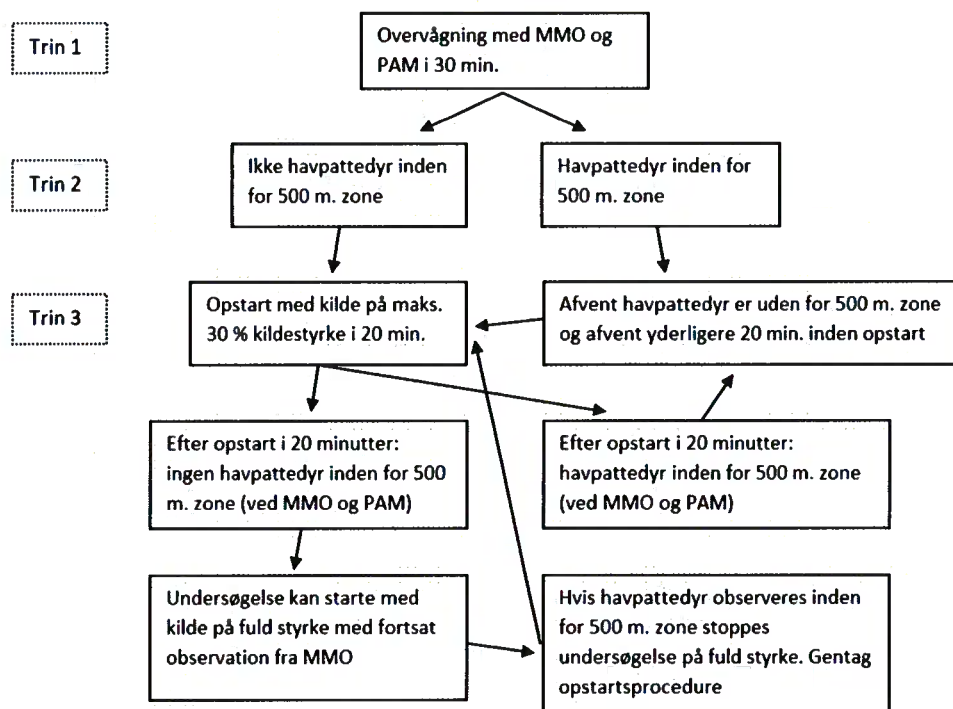 Trin 1
Overvågning med MMO og
PAM i 30 min.
Trin 2
Ikke havpattedyr inden
for 500 m. zone
Havpattedyr inden for
500 m. zone
Trin 3
Opstart med kilde på maks.
30 % kildestyrke i 20 min.
Afvent havpattedyr er uden for 500 m. zone
og afvent yderligere 20 min. inden opstart
Efter opstart i 20 minutter:
ingen havpattedyr inden for 500
m. zone (ved MMO og PAM)
Efter opstart i 20 minutter:
havpattedyr inden for 500 m. zone
(ved MMO og PAM)
Undersøgelse kan starte med
kilde på fuld styrke med fortsat
observation fra MMO
Hvis havpattedyr observeres inden
for 500 m. zone stoppes
undersøgelse på fuld styrke. Gentag
opstartsprocedure